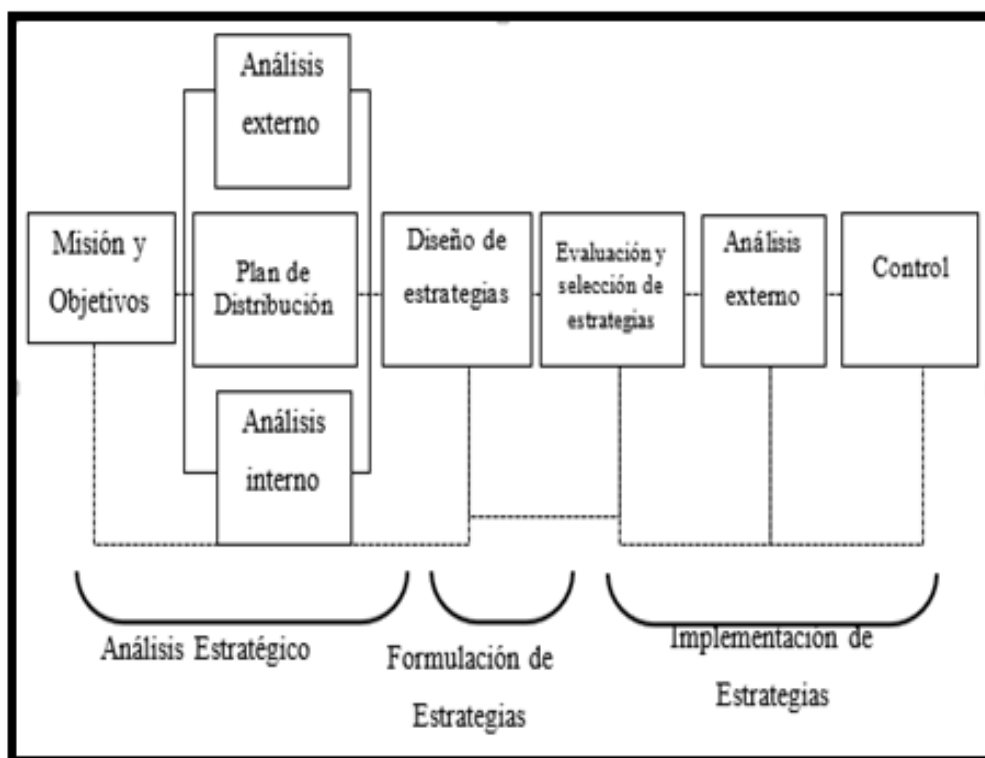 Análisis
externo
Misión y
Objetivos
Plan de
Distribución
Análisis
interno
Diseño de
estrategias
Evaluación y
selección de
estrategias
Análisis
externo
Control
Análisis Estratégico
Formulación de
Estrategias
Implementación de
Estrategias